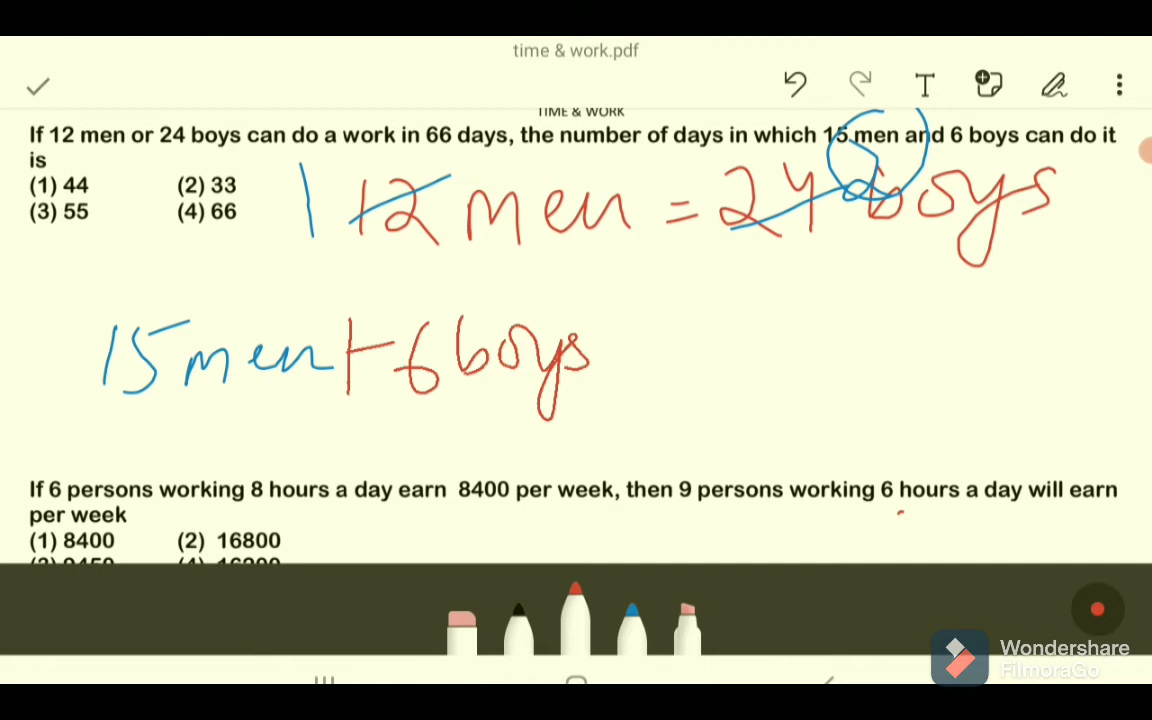 time & work.pdf
TIME & WORK
If 12 men or 24 boys can do a work in 66 days, the number of days in which 15 men and 6 boys can do it
is
(1) 44 (2) 33
(3) 55 (4) 66
1 12 men = 24 2 boys
15 men + 6 boys
If 6 persons working 8 hours a day earn 8400 per week, then 9 persons working 6 hours a day will earn
per week
(1) 8400 (2) 16800
(3) 9450 (4) 16200
Wondershare
FilmoraGo